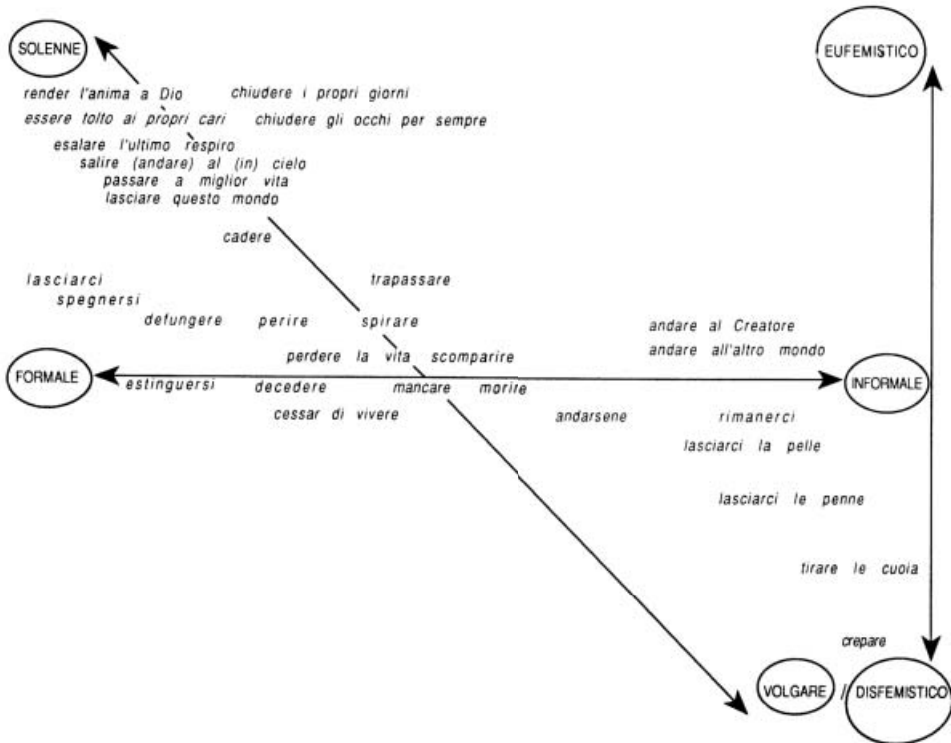 SOLENNE
EUFEMISTICO
render l'anima a Dio chiudere i propri giorni
essere tolto ai propri cari chiudere gli occhi per sempre
esalare l'ultimo respiro
salire (andare) al (in) cielo
passare a miglior vita
lasciare questo mondo
cadere
lasciarci trapassare
spegnersi
defungere perire spirare
andare al Creatore
perdere la vita scomparire andare all'altro mondo
FORMALE
INFORMALE
estinguersi decedere mancare morire
cessar di vivere andarsene rimanerci
lasciarci la pelle
lasciarci le penne
tirare le cuoia
crepare
VOLGARE / DISFEMISTICO